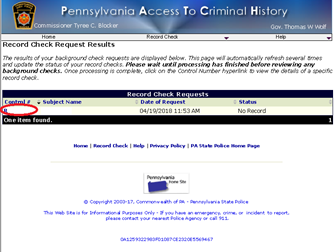 Pennsylvania Access To Criminal History
Commissioner Tyree C. Blocker
Gov. Thomas W Wolf
Home Record Check Help
Record Check Request Results
The results of your background check requests are displayed below. This page will automatically refresh several times
and update the status of your record checks. Please wait until processing has finished before reviewing any
background checks. Once processing is complete, click on the Control Number hyperlink to view the details of a specific
record check.
Record Check Requests
Control # Subject Name Date of Request Status
R 04/19/2018 11:53 AM No Record
One item found. 1
Home | Record Check | Help | Privacy Policy | PA State Police Home Page
Pennsylvania
Home Site
Copyright © 2003-17, Commonwealth of PA - Pennsylvania State Police
This Web Site is for Informational Purposes Only - If you have an emergency, crime, or incident to report,
please contact your nearest Police Agency or call 911.